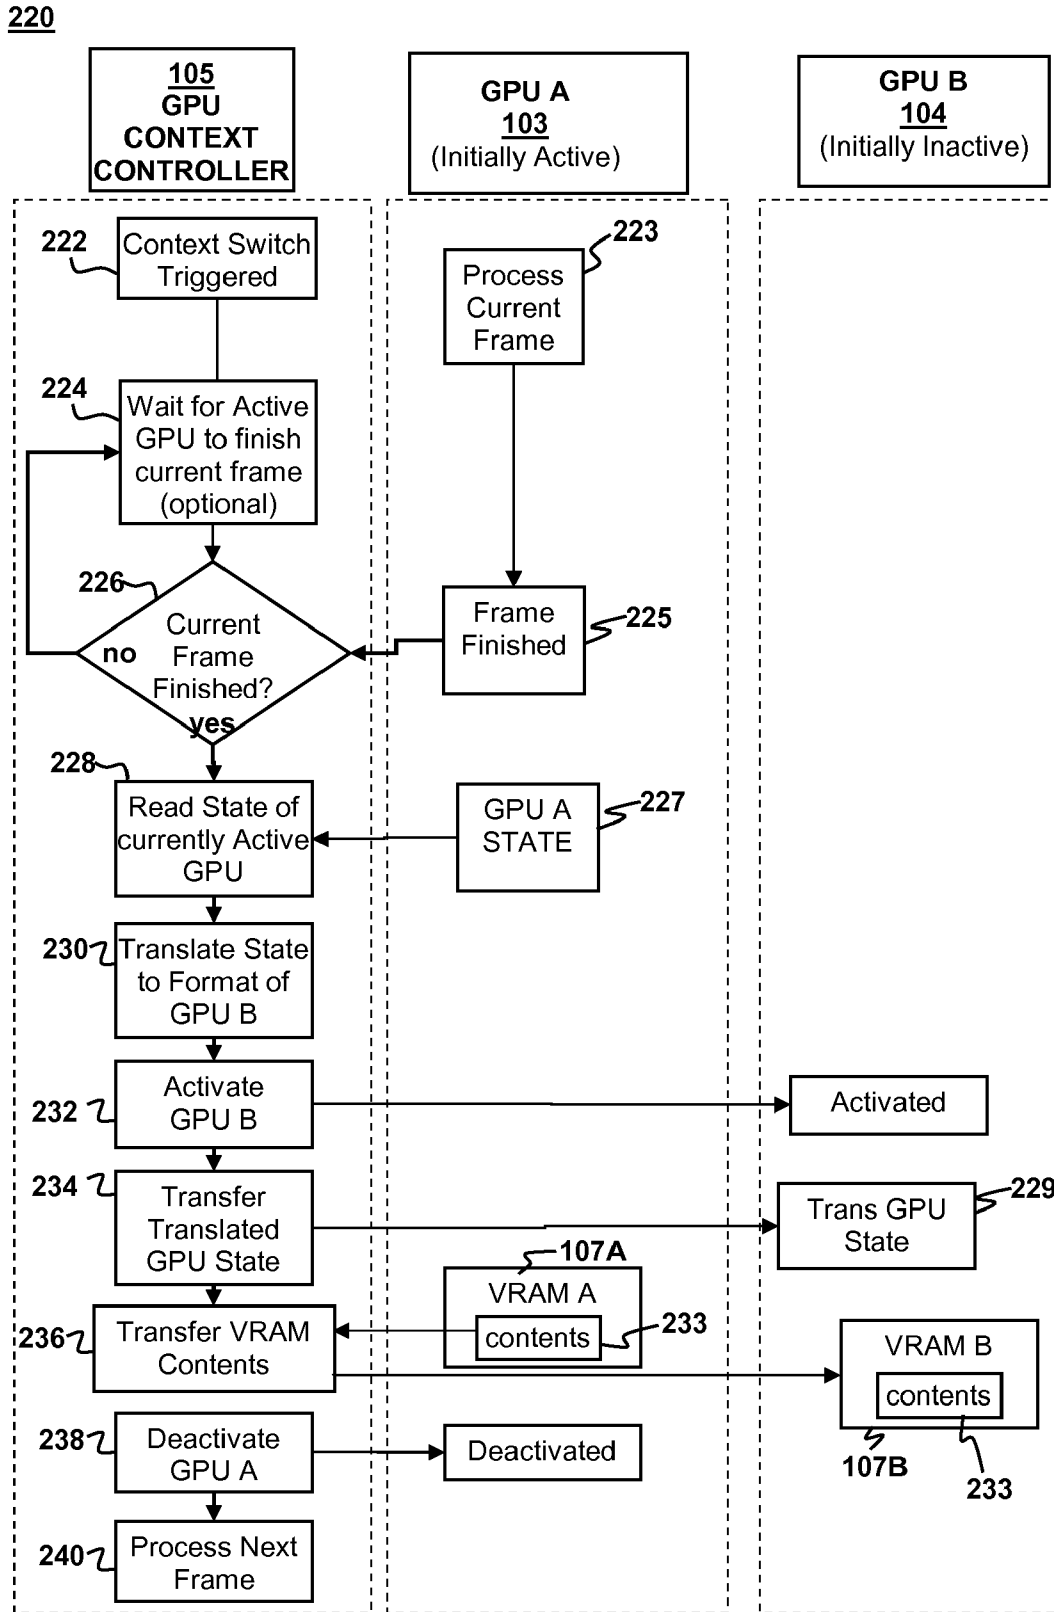 220
105
GPU
CONTEXT
CONTROLLER
GPU A
103
(Initially Active)
GPU B
104
(Initially Inactive)
222
Context Switch
Triggered
223
Process
Current
Frame
224
Wait for Active
GPU to finish
current frame
(optional)
226
Current
Frame
Finished?
no
yes
Frame
Finished
225
228
Read State of
currently Active
GPU
GPU A
STATE
227
230
Translate State
to Format of
GPU B
232
Activate
GPU B
Activated
234
Transfer
Translated
GPU State
Trans GPU
State
229
107A
VRAM A
contents
233
236
Transfer VRAM
Contents
VRAM B
contents
107B
233
238
Deactivate
GPU A
Deactivated
240
Process Next
Frame